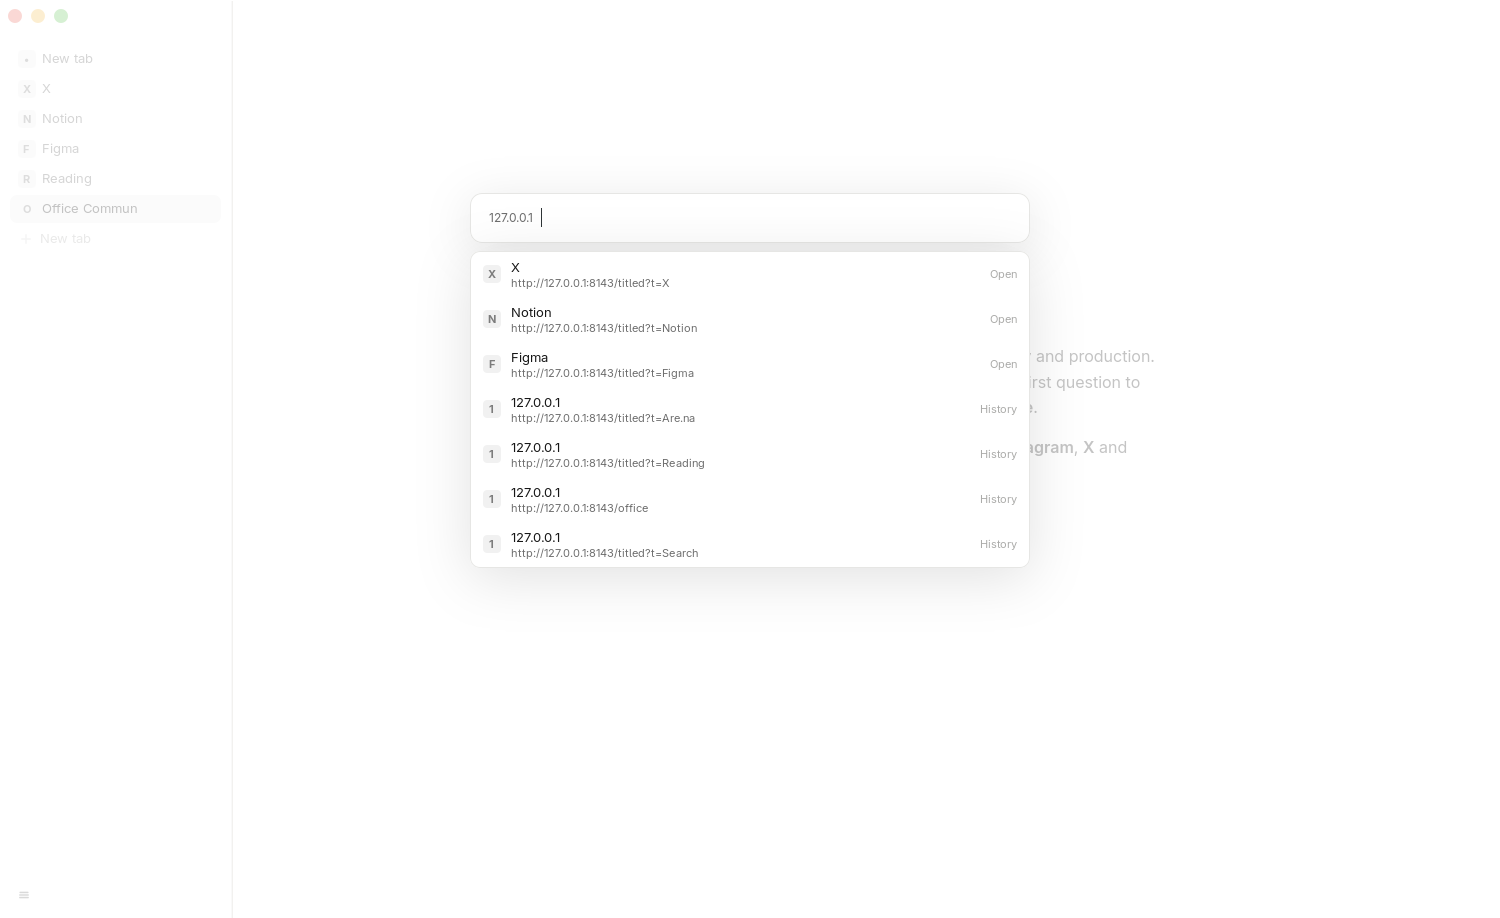 New tab
X X
N Notion
F Figma
R Reading
O Office Commun
+ New tab
127.0.0.1
X X Open
http://127.0.0.1:8143/titled?t=X
N Notion Open
http://127.0.0.1:8143/titled?t=Notion
F Figma Open
http://127.0.0.1:8143/titled?t=Figma
1 127.0.0.1 History
http://127.0.0.1:8143/titled?t=Are.na
1 127.0.0.1 History
http://127.0.0.1:8143/titled?t=Reading
1 127.0.0.1 History
http://127.0.0.1:8143/office
1 127.0.0.1 History
http://127.0.0.1:8143/titled?t=Search
and production.
question to
X and